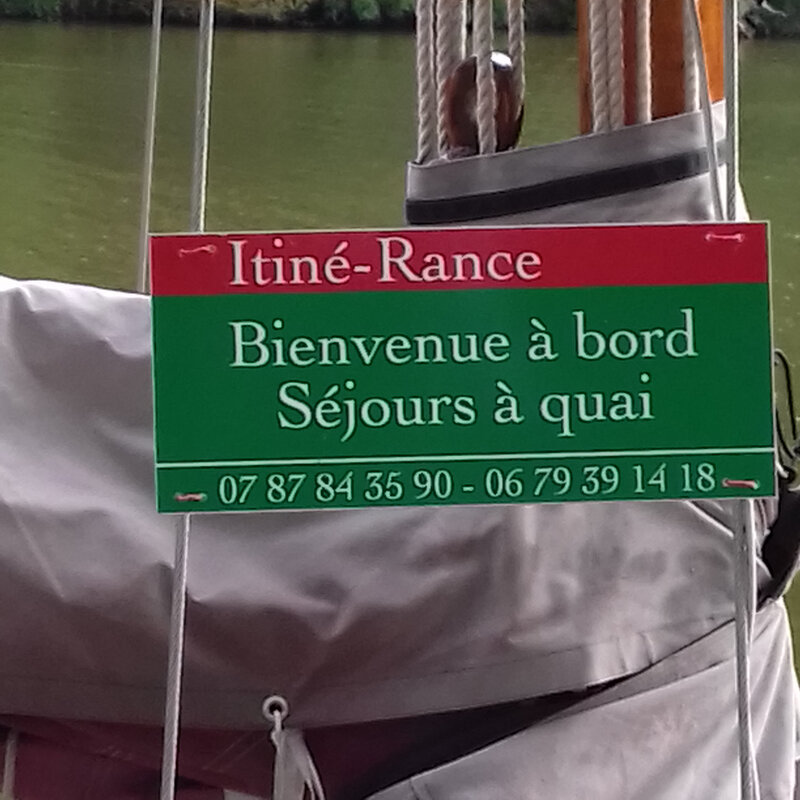 Itiné-Rance
Bienvenue à bord
Séjours à quai
07 87 84 35 90 - 06 79 39 14 18